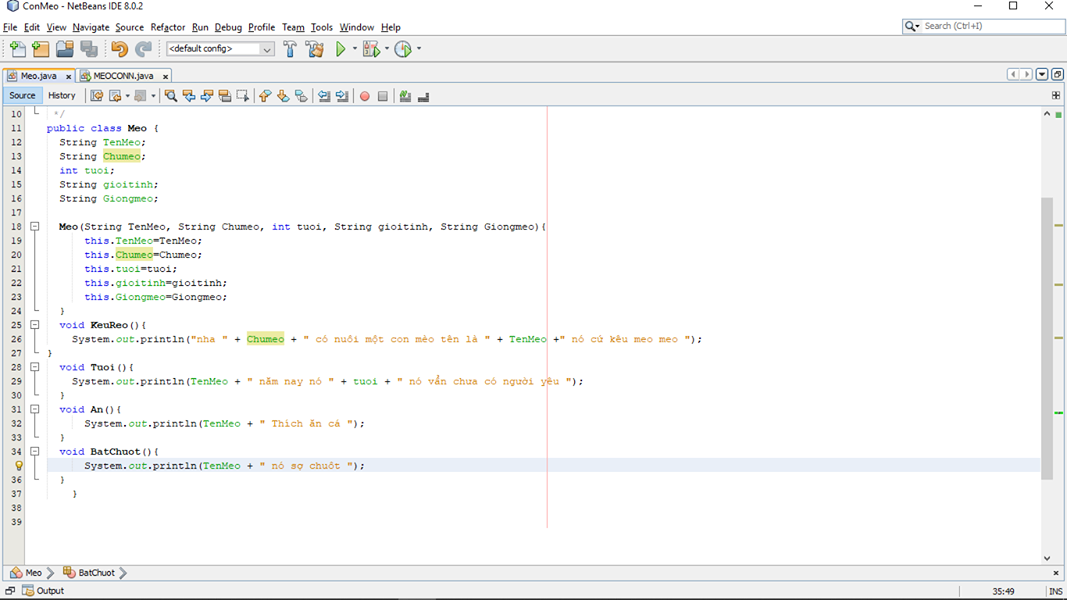 ConMeo - NetBeans IDE 8.0.2
File Edit View Navigate Source Refactor Run Debug Profile Team Tools Window Help
Search (Ctrl+I)
<default config>
Meo.java MEOCONN.java
Source History
10 */
11 public class Meo {
12 String TenMeo;
13 String Chumeo;
14 int tuoi;
15 String gioitinh;
16 String Giongmeo;
17
18 Meo(String TenMeo, String Chumeo, int tuoi, String gioitinh, String Giongmeo){
19 this.TenMeo=TenMeo;
20 this.Chumeo=Chumeo;
21 this.tuoi=tuoi;
22 this.gioitinh=gioitinh;
23 this.Giongmeo=Giongmeo;
24 }
25 void KeuReo(){
26 System.out.println("nha " + Chumeo + " có nuôi một con mèo tên là " + TenMeo +" nó cứ kêu meo meo ");
27 }
28 void Tuoi(){
29 System.out.println(TenMeo + " năm nay nó " + tuoi + " nó vẫn chưa có người yêu ");
30 }
31 void An(){
32 System.out.println(TenMeo + " Thích ăn cá ");
33 }
34 void BatChuot(){
System.out.println(TenMeo + " nó sợ chuột ");
36 }
37 }
38
39
Meo BatChuot
Output
35:49 INS